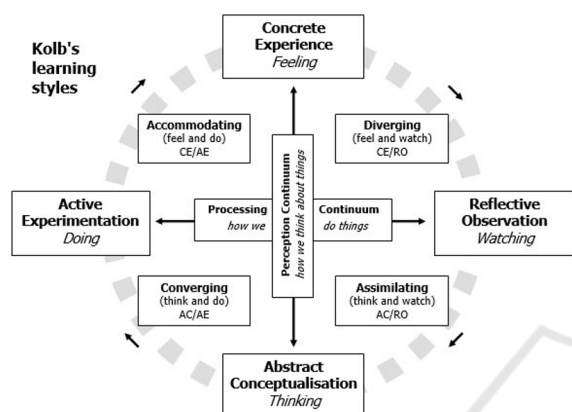 Kolb's
learning
styles
Concrete
Experience
Feeling
Accommodating
(feel and do)
CE/AE
Diverging
(feel and watch)
CE/RO
Active
Experimentation
Doing
Processing
how we
Perception Continuum
how we think about things
Continuum
do things
Reflective
Observation
Watching
Converging
(think and do)
AC/AE
Assimilating
(think and watch)
AC/RO
Abstract
Conceptualisation
Thinking